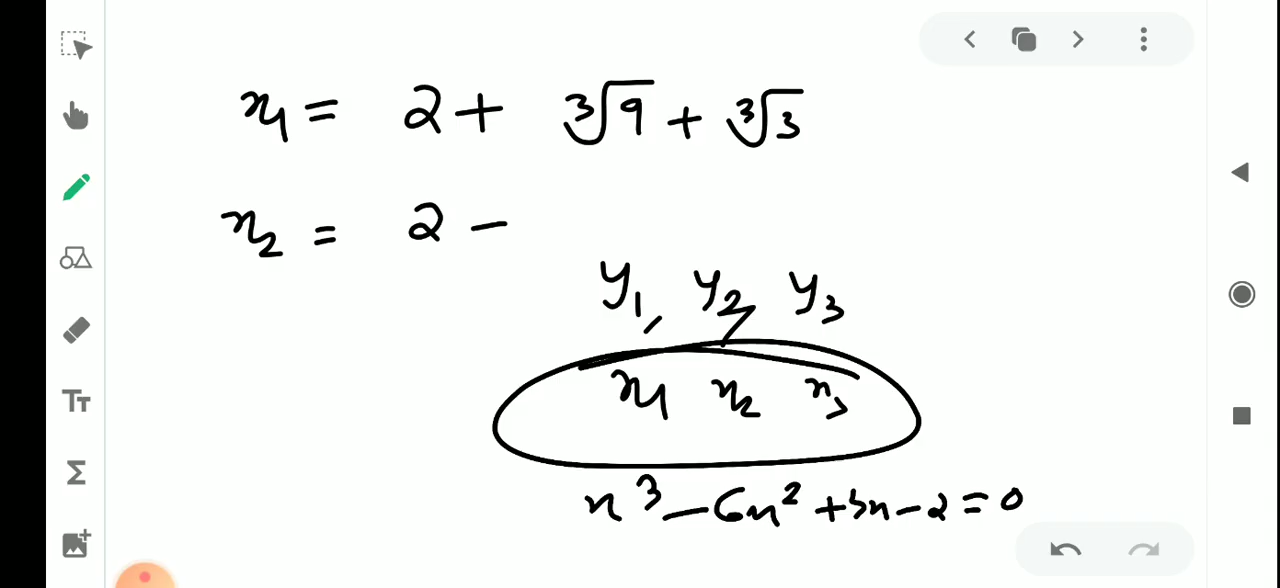 x₁ = 2 + ∛9 + ∛3
x₂ = 2 −
y₁, y₂, y₃
x₁ x₂ x₃
x³ − 6x² + 3x − 2 = 0